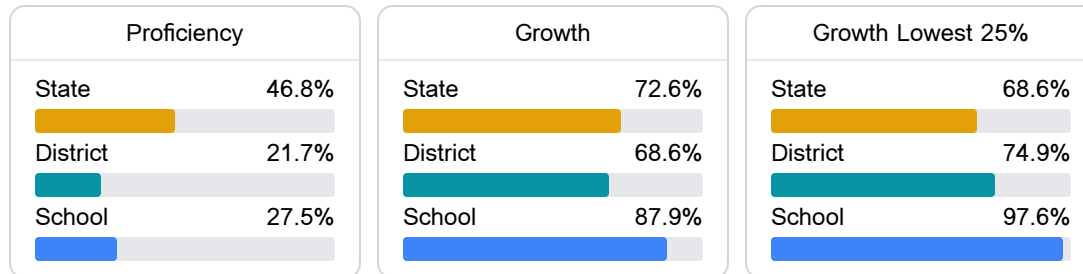 Proficiency
State 46.8%
District 21.7%
School 27.5%
Growth
State 72.6%
District 68.6%
School 87.9%
Growth Lowest 25%
State 68.6%
District 74.9%
School 97.6%